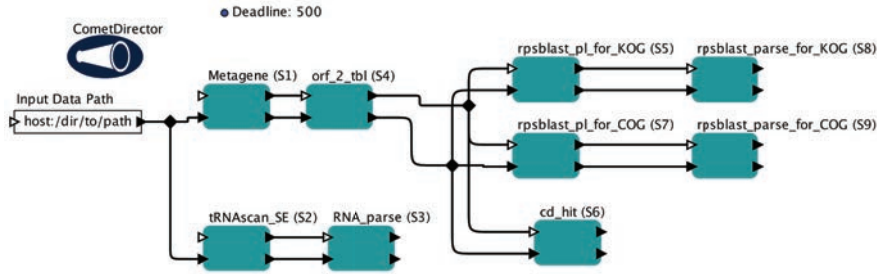 Deadline: 500
CometDirector
rpsblast_pl_for_KOG (S5) rpsblast_parse_for_KOG (S8)
Metagene (S1) orf_2_tbl (S4)
Input Data Path
host:/dir/to/path
rpsblast_pl_for_COG (S7) rpsblast_parse_for_COG (S9)
tRNAscan_SE (S2) RNA_parse (S3)
cd_hit (S6)